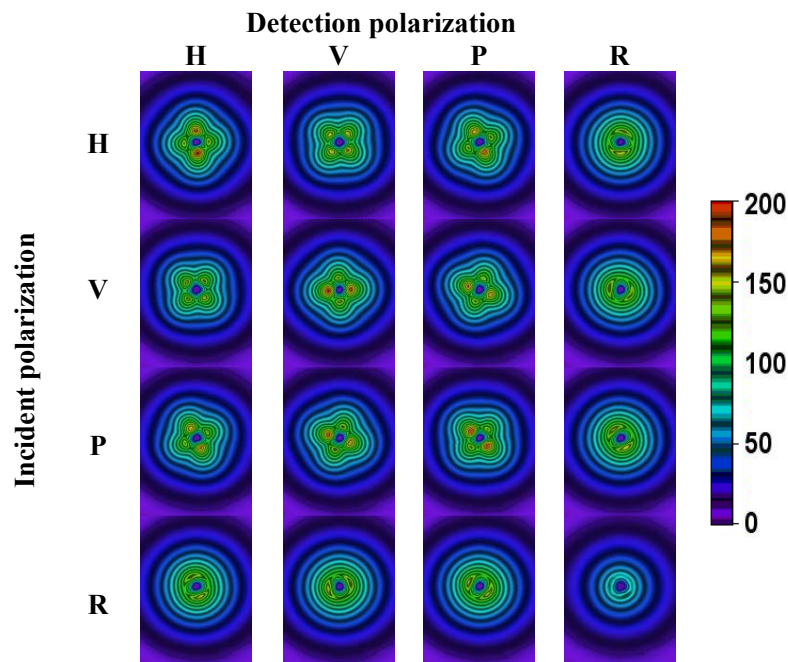 Detection polarization
H V P R
H
V
P
R
Incident polarization
200
150
100
50
0